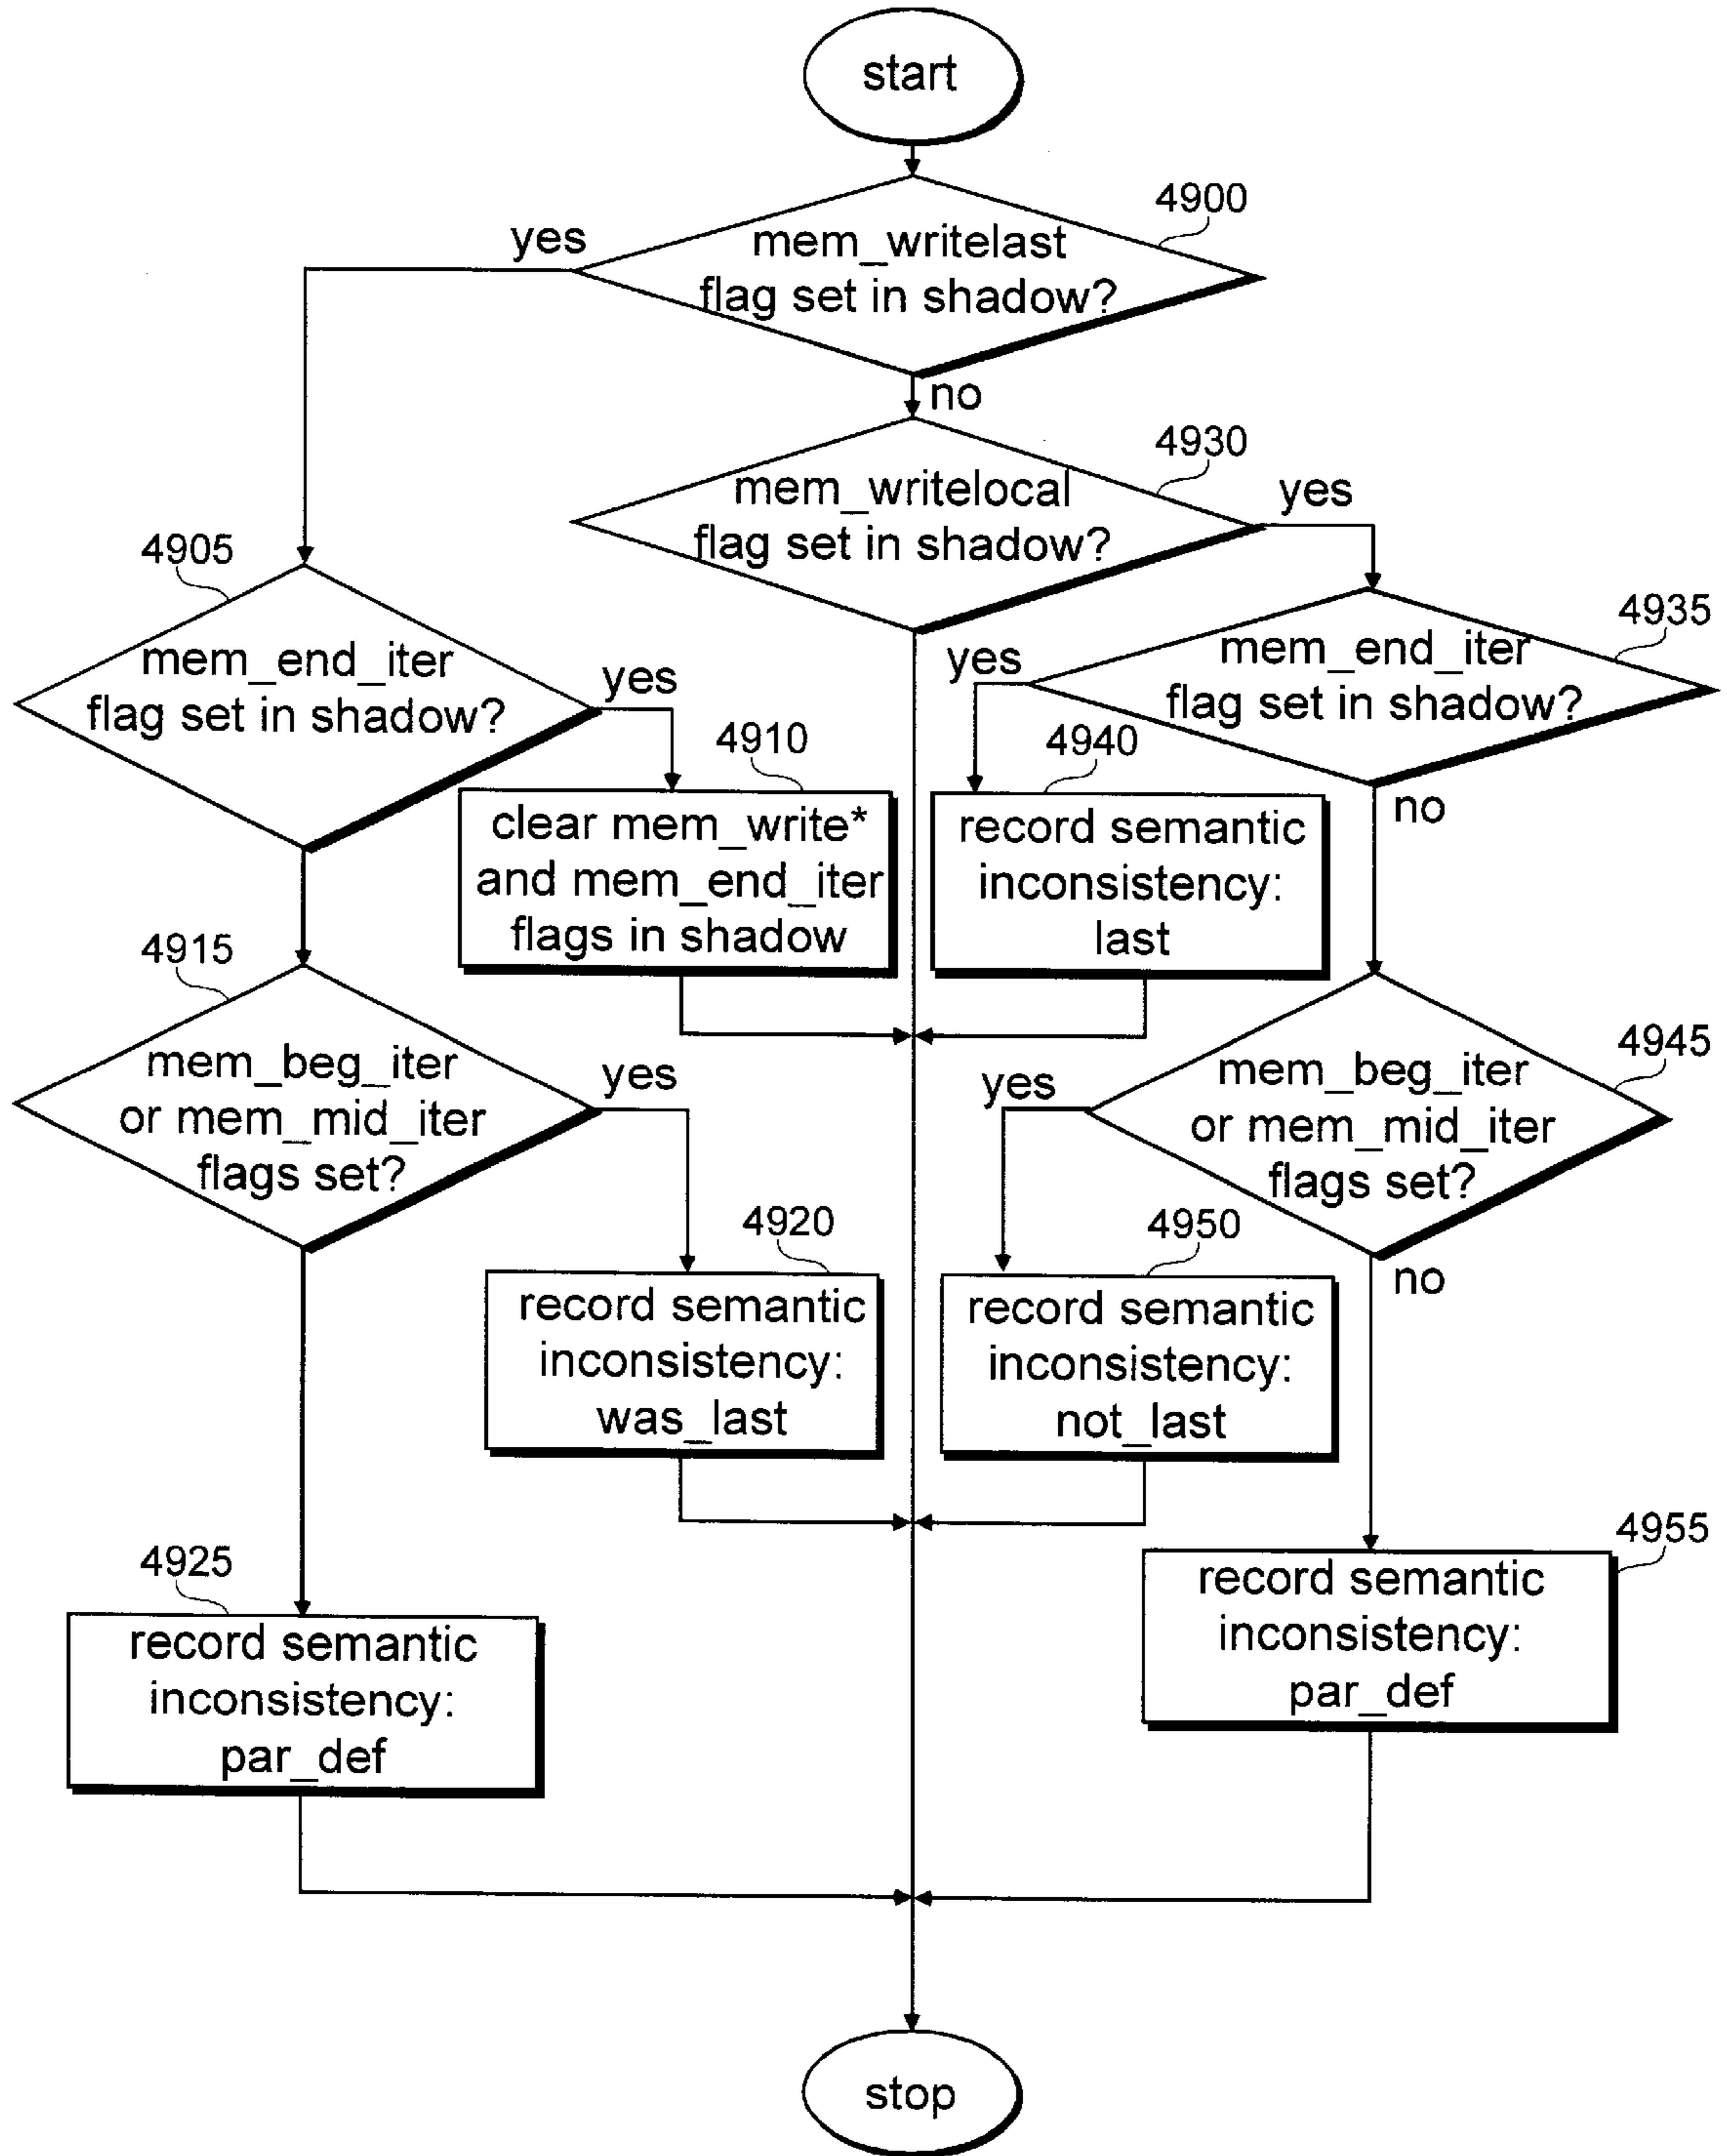 start
4900
yes
mem_writelast
flag set in shadow?
no
4930
mem_writelocal
flag set in shadow?
yes
4905
mem_end_iter
flag set in shadow?
yes
4935
mem_end_iter
flag set in shadow?
yes
no
4910
clear mem_write*
and mem_end_iter
flags in shadow
4940
record semantic
inconsistency:
last
4915
mem_beg_iter
or mem_mid_iter
flags set?
yes
4945
mem_beg_iter
or mem_mid_iter
flags set?
yes
no
4920
record semantic
inconsistency:
was_last
4950
record semantic
inconsistency:
not_last
4925
record semantic
inconsistency:
par_def
4955
record semantic
inconsistency:
par_def
stop